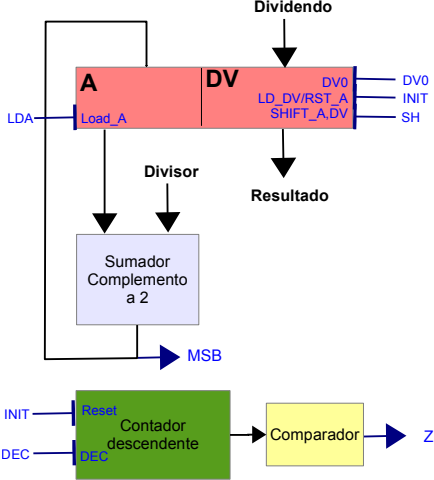 Dividendo
A
DV
DV0
DV0
LD_DV/RST_A
INIT
LDA
Load_A
SHIFT_A,DV
SH
Divisor
Resultado
Sumador
Complemento
a 2
MSB
INIT
Reset
Contador
descendente
Comparador
Z
DEC
DEC